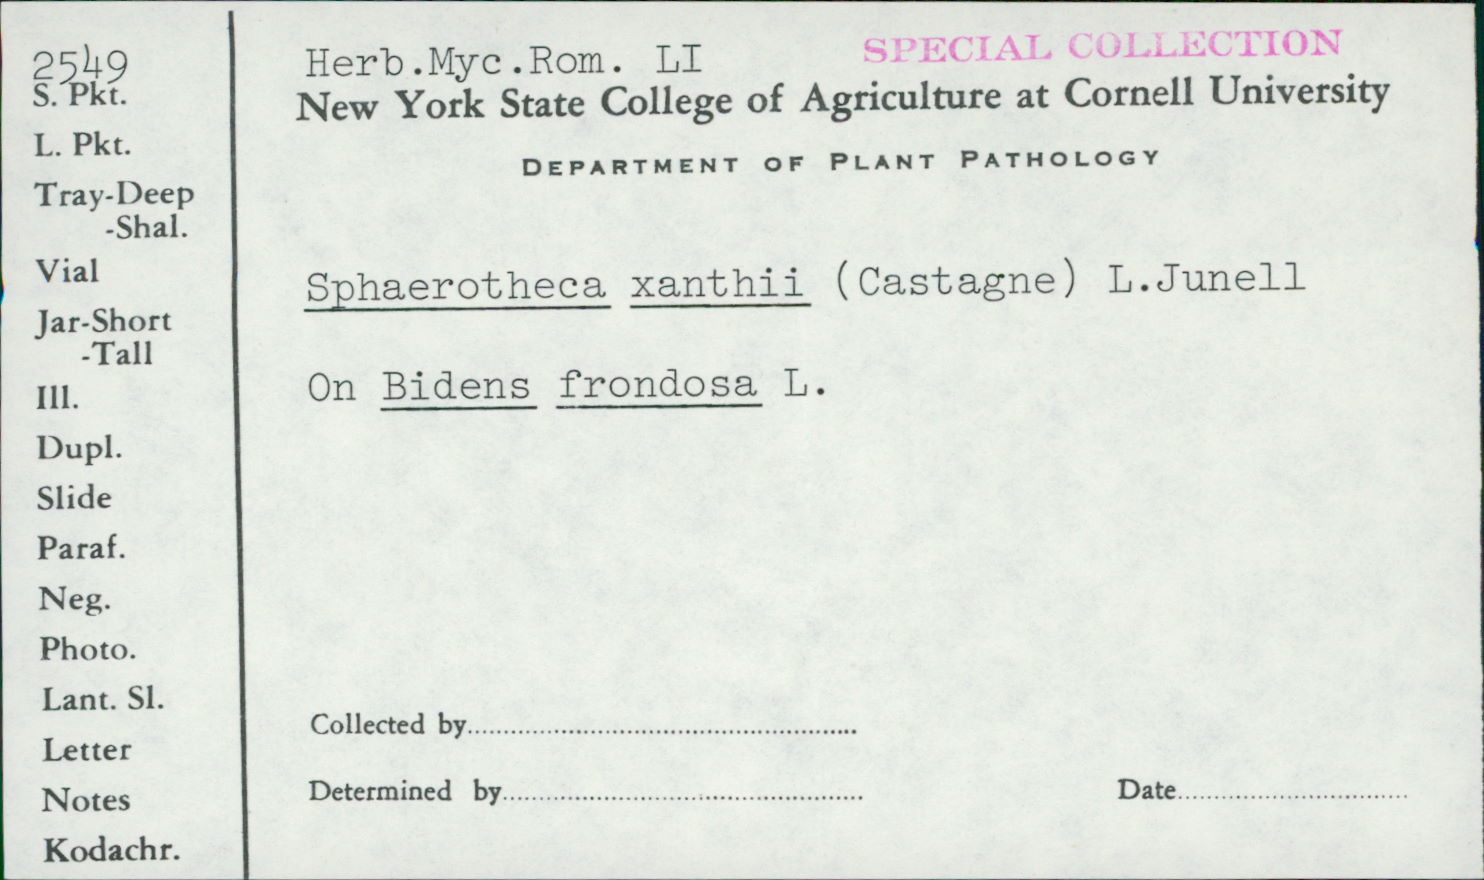 2549
S. Pkt.
L. Pkt.
Tray-Deep
-Shal.
Vial
Jar-Short
-Tall
Ill.
Dupl.
Slide
Paraf.
Neg.
Photo.
Lant. Sl.
Letter
Notes
Kodachr.
Herb.Myc.Rom. LI
SPECIAL COLLECTION
New York State College of Agriculture at Cornell University
DEPARTMENT OF PLANT PATHOLOGY
Sphaerotheca xanthii (Castagne) L.Junell
On Bidens frondosa L.
Collected by
Determined by
Date